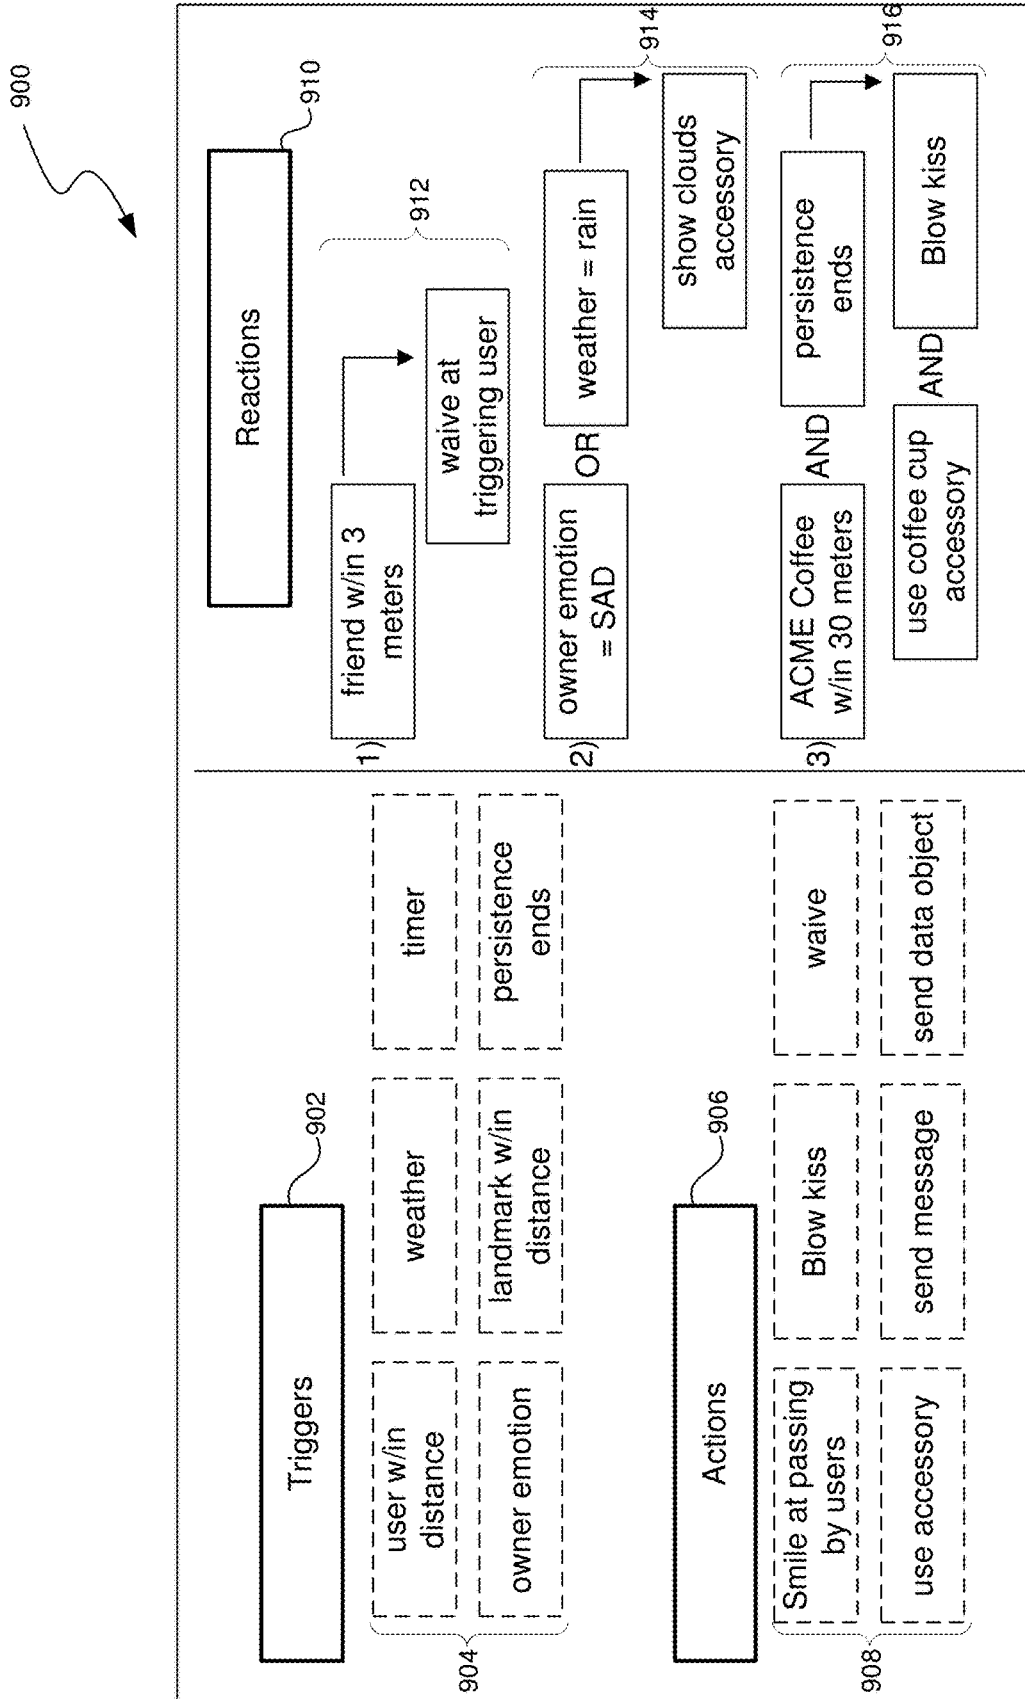 900
Triggers
902
user w/in
distance
weather
timer
owner emotion
landmark w/in
distance
persistence
ends
904
Actions
906
Smile at passing
by users
Blow kiss
waive
use accessory
send message
send data object
908
Reactions
910
1)
friend w/in 3
meters
waive at
triggering user
912
2)
owner emotion
= SAD
OR
weather = rain
show clouds
accessory
914
3)
ACME Coffee
w/in 30 meters
AND
persistence
ends
use coffee cup
accessory
AND
Blow kiss
916